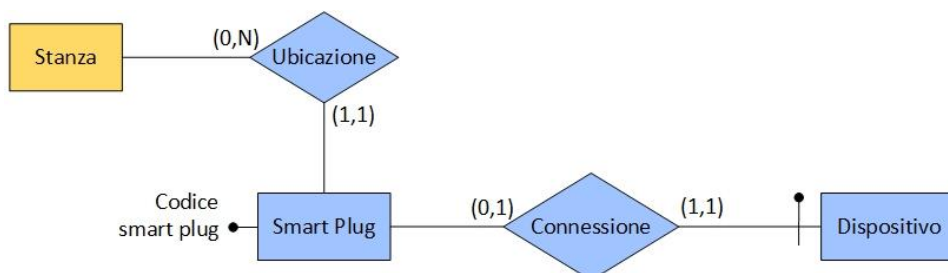 Stanza
(0,N)
Ubicazione
(1,1)
Codice
smart plug
Smart Plug
(0,1)
Connessione
(1,1)
Dispositivo